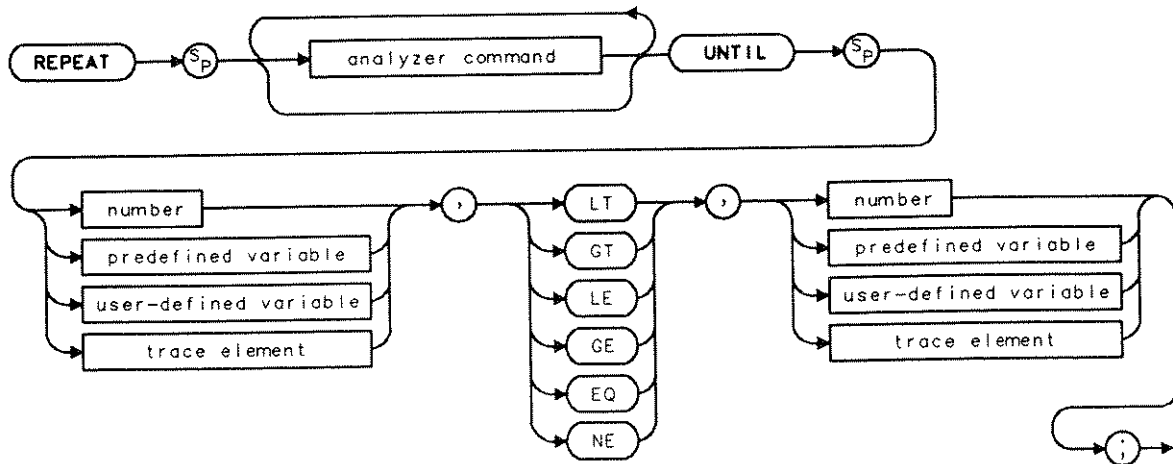 REPEAT SP analyzer command UNTIL SP
number , LT , number
predefined variable GT predefined variable
user-defined variable LE user-defined variable
trace element GE trace element
EQ
NE
;